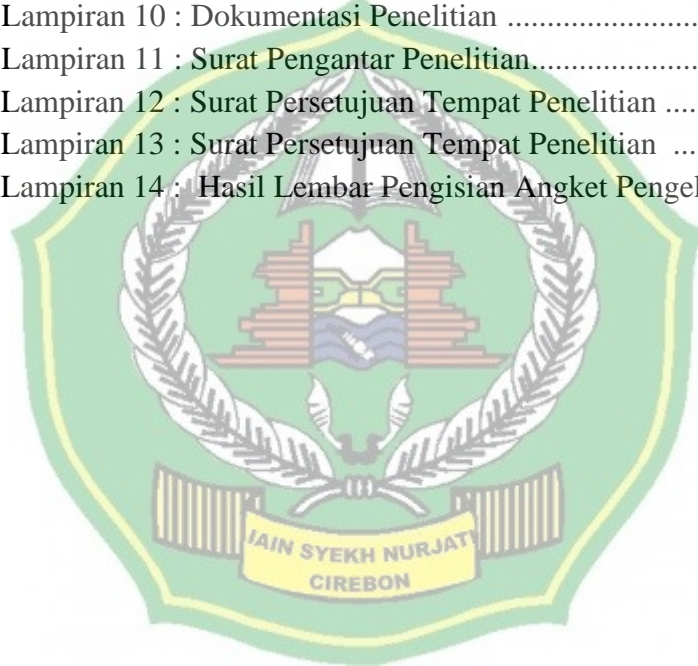 Lampiran 10 : Dokumentasi Penelitian ........................
Lampiran 11 : Surat Pengantar Penelitian.....................
Lampiran 12 : Surat Persetujuan Tempat Penelitian .....
Lampiran 13 : Surat Persetujuan Tempat Penelitian ....
Lampiran 14 : Hasil Lembar Pengisian Angket
IAIN SYEKH NURJATI
CIREBON